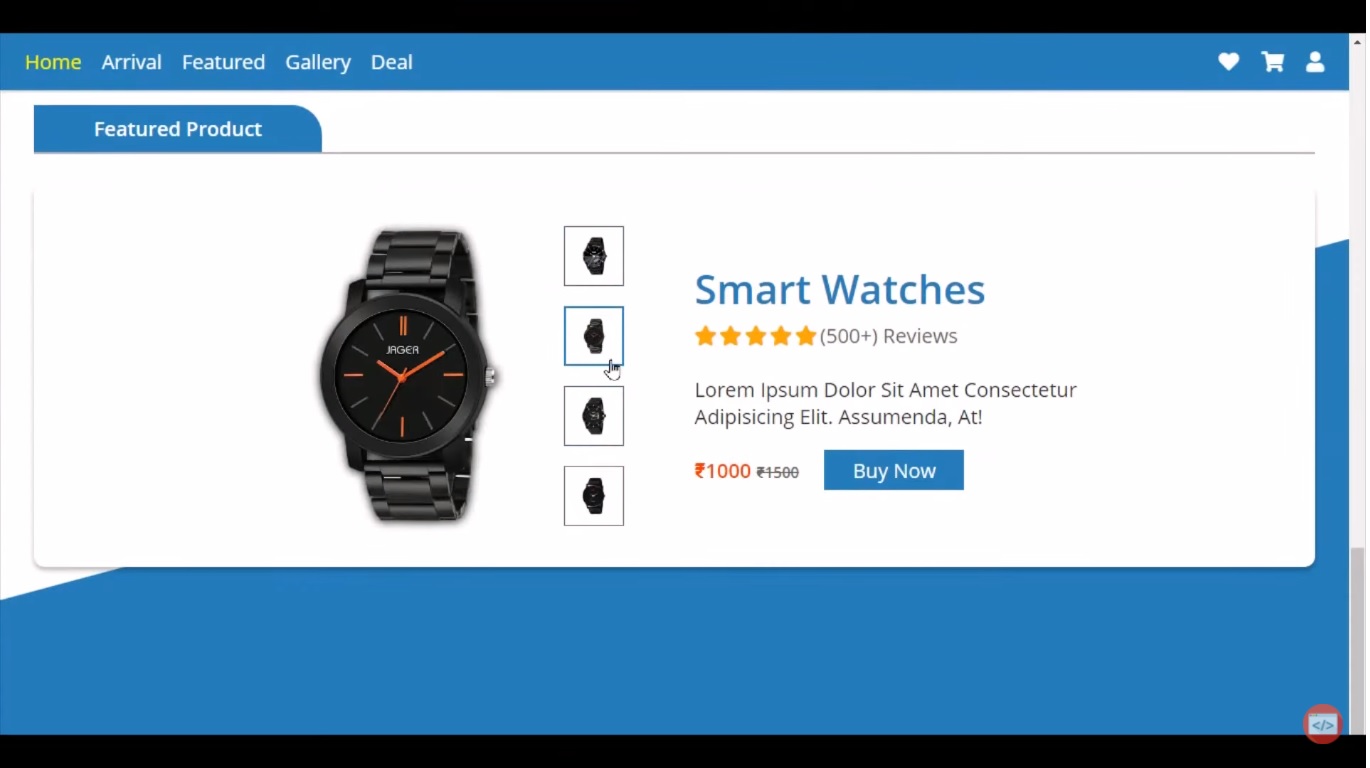 Home Arrival Featured Gallery Deal
Featured Product
JAGER
Smart Watches
(500+) Reviews
Lorem Ipsum Dolor Sit Amet Consectetur
Adipisicing Elit. Assumenda, At!
₹1000 ₹1500 Buy Now
</>